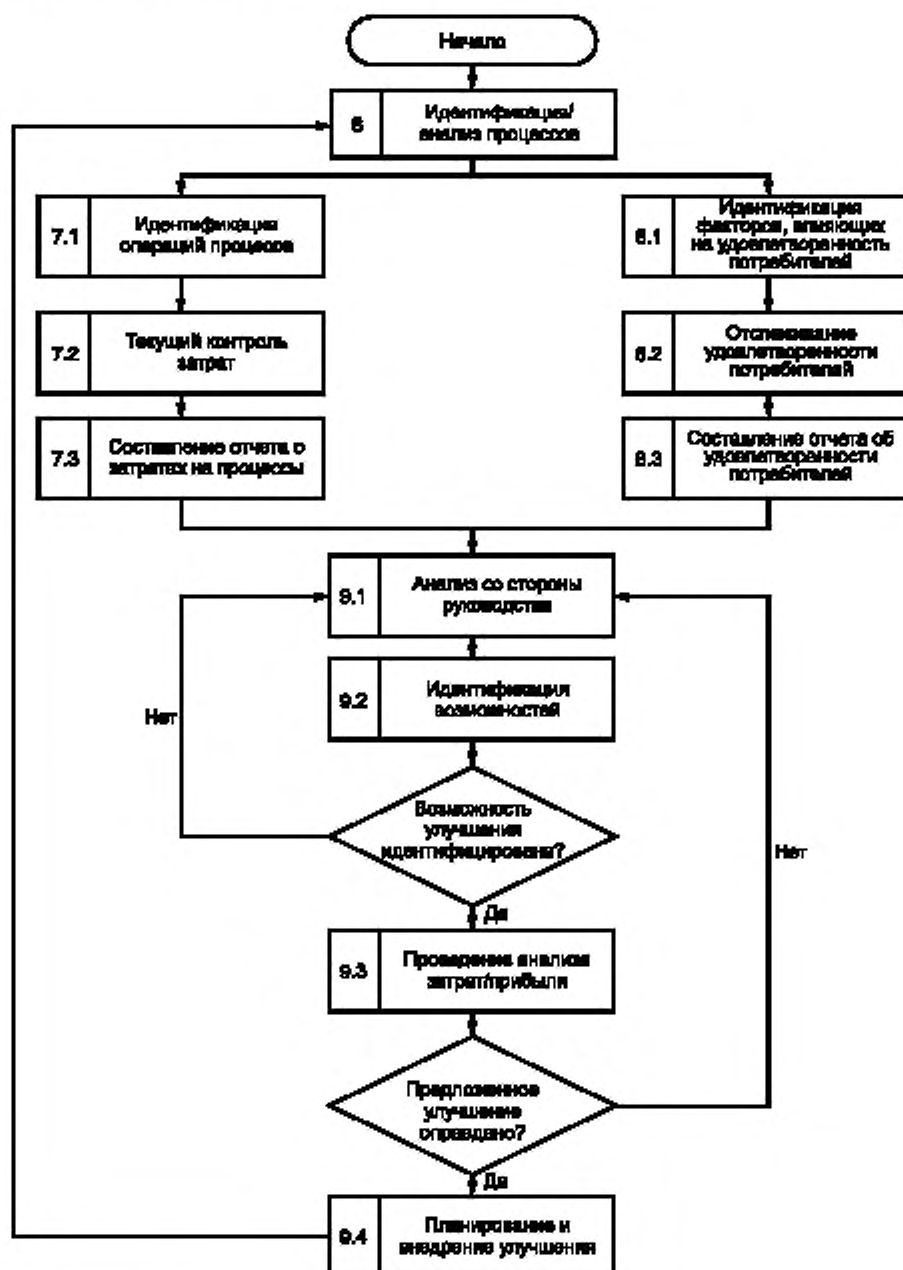 Начало
6
Идентификация/
анализ процессов
7.1
Идентификация
операций процесса
8.1
Идентификация
факторов, влияющих
на удовлетворенность
потребителей
7.2
Текущий контроль
затрат
8.2
Отслеживание
удовлетворенности
потребителей
7.3
Составление отчета о
затратах на процессы
8.3
Составление отчета об
удовлетворенности
потребителей
9.1
Анализ со стороны
руководства
9.2
Идентификация
возможностей
Нет
Возможность
улучшения
идентифицирована?
Нет
Да
9.3
Проведение анализа
затрат/прибыли
Предложенное
улучшение
оправдано?
Да
9.4
Планирование и
внедрение улучшения